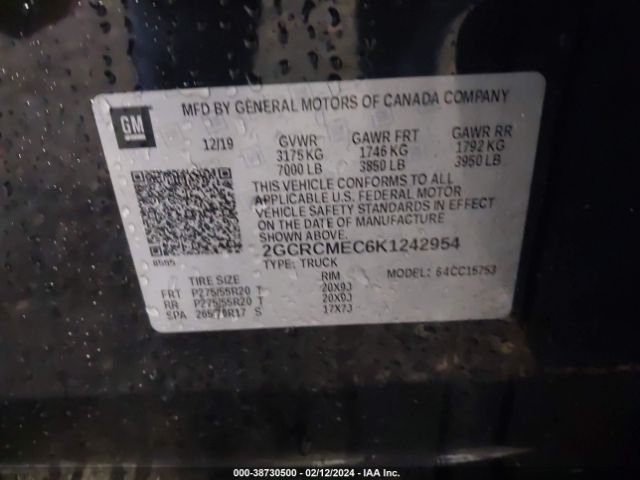 GM
MFD BY GENERAL MOTORS OF CANADA COMPANY
12/19 GVWR GAWR FRT GAWR RR
3175 KG 1746 KG 1792 KG
7000 LB 3850 LB 3950 LB
THIS VEHICLE CONFORMS TO ALL
APPLICABLE U.S. FEDERAL MOTOR
VEHICLE SAFETY STANDARDS IN EFFECT
ON THE DATE OF MANUFACTURE
SHOWN ABOVE.
2GCRCMEC6K1242954
TYPE: TRUCK MODEL: 64CC15753
TIRE SIZE RIM
FRT P275/55R20 T 20X9J
RR P275/55R20 T 20X9J
SPA 265/70R17 S 17X7J
000-38730500 - 02/12/2024 - IAA Inc.